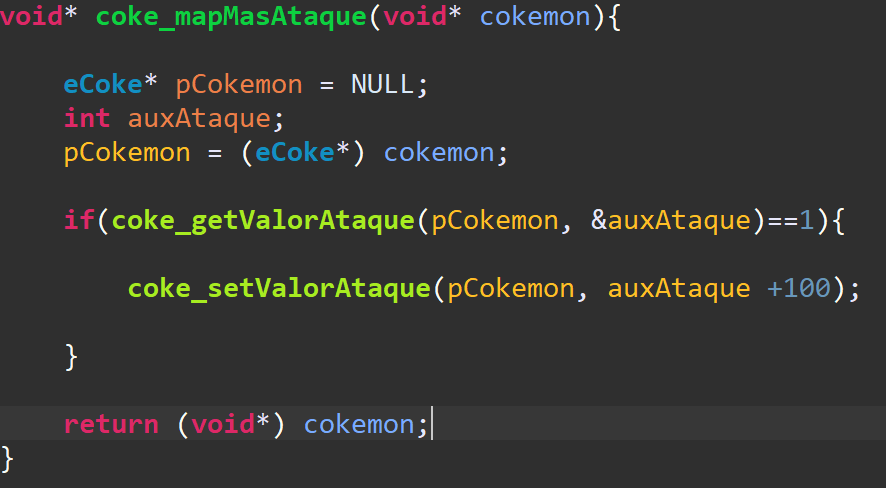 void* coke_mapMasAtaque(void* cokemon){
eCoke* pCokemon = NULL;
int auxAtaque;
pCokemon = (eCoke*) cokemon;
if(coke_getValorAtaque(pCokemon, &auxAtaque)==1){
coke_setValorAtaque(pCokemon, auxAtaque +100);
}
return (void*) cokemon;
}